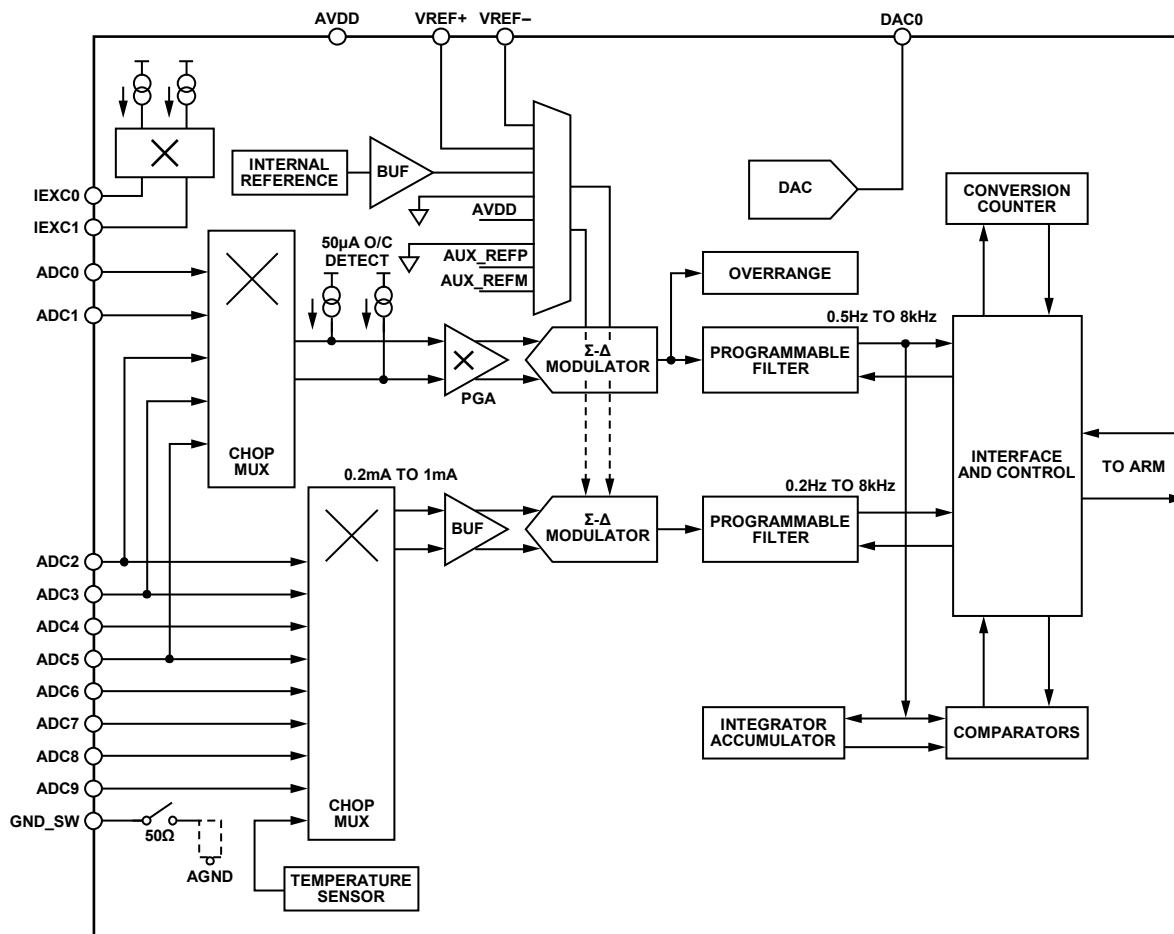 AVDD
VREF+
VREF–
DAC0
IEXC0
IEXC1
ADC0
ADC1
INTERNAL
REFERENCE
BUF
AVDD
AUX_REFP
AUX_REFM
DAC
CONVERSION
COUNTER
50µA O/C
DETECT
OVERRANGE
0.5Hz TO 8kHz
Σ-Δ
MODULATOR
PROGRAMMABLE
FILTER
PGA
CHOP
MUX
INTERFACE
AND CONTROL
TO ARM
0.2mA TO 1mA
0.2Hz TO 8kHz
BUF
Σ-Δ
MODULATOR
PROGRAMMABLE
FILTER
ADC2
ADC3
ADC4
ADC5
ADC6
ADC7
ADC8
ADC9
GND_SW
50Ω
AGND
CHOP
MUX
INTEGRATOR
ACCUMULATOR
COMPARATORS
TEMPERATURE
SENSOR